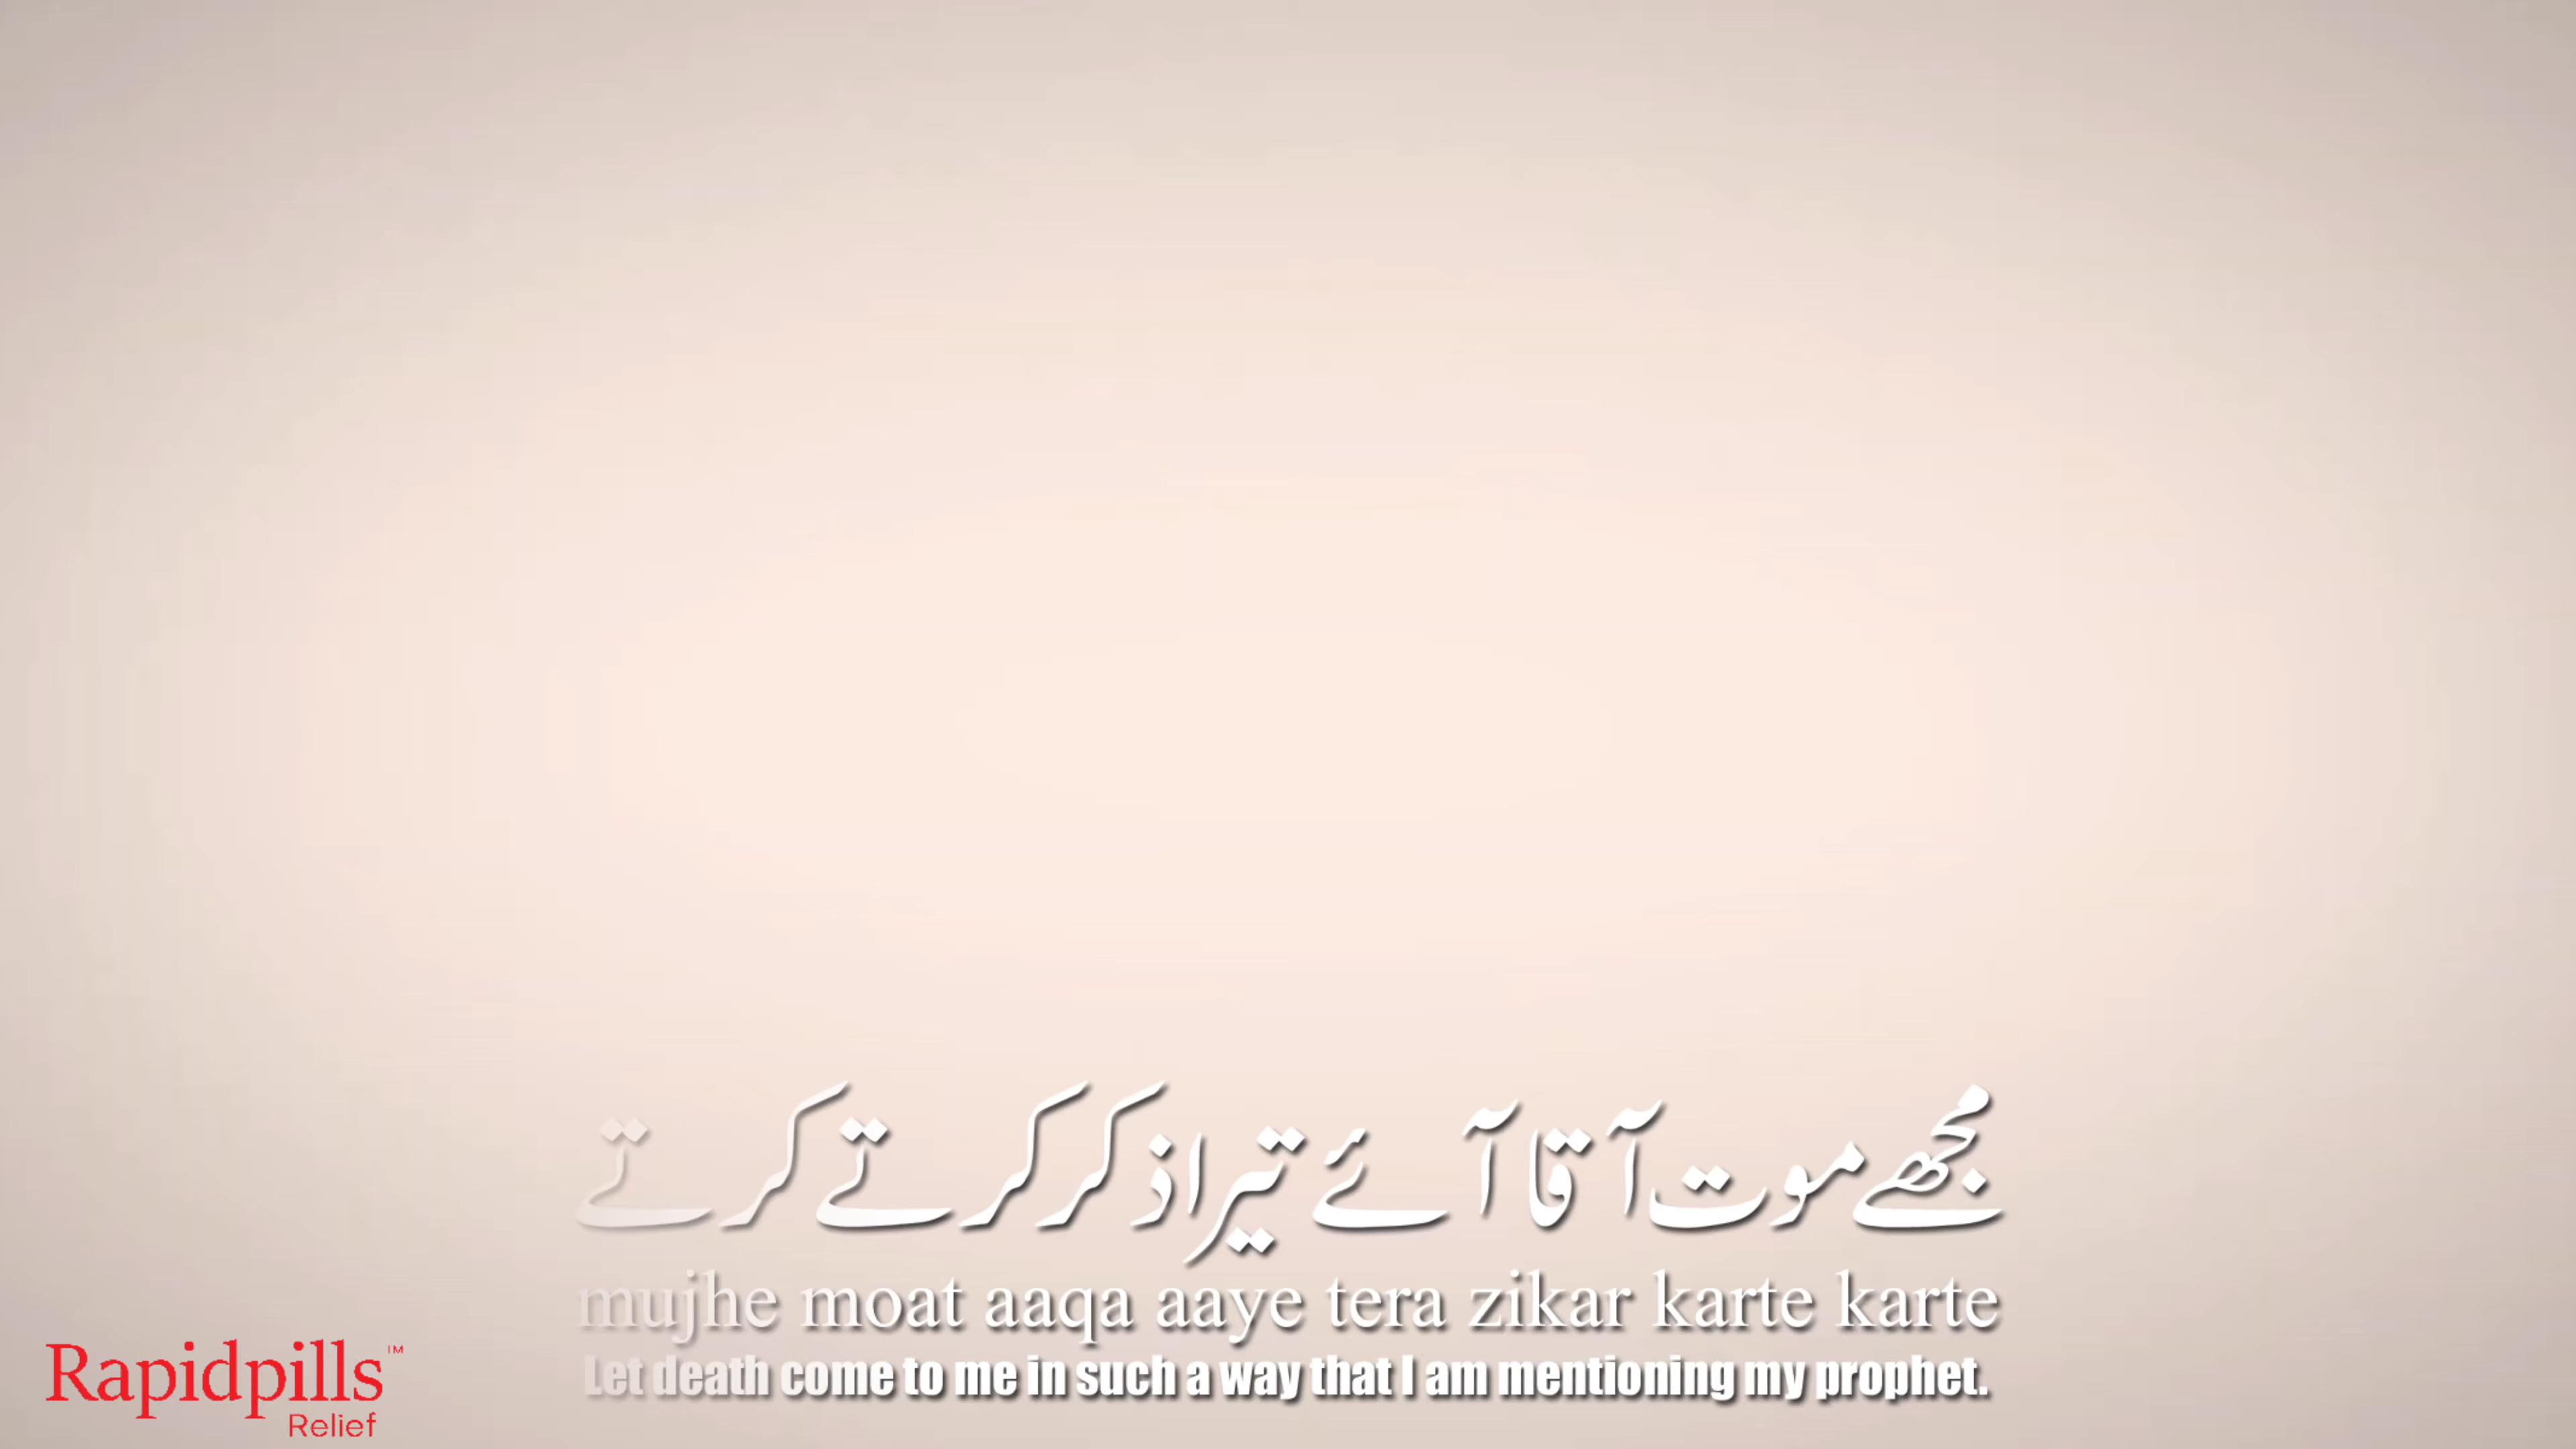 مجھے موت آقا آئے تیرا ذکر کرتے کرتے
mujhe moat aaqa aaye tera zikar karte karte
Let death come to me in such a way that I am mentioning my prophet.
Rapidpills™
Relief